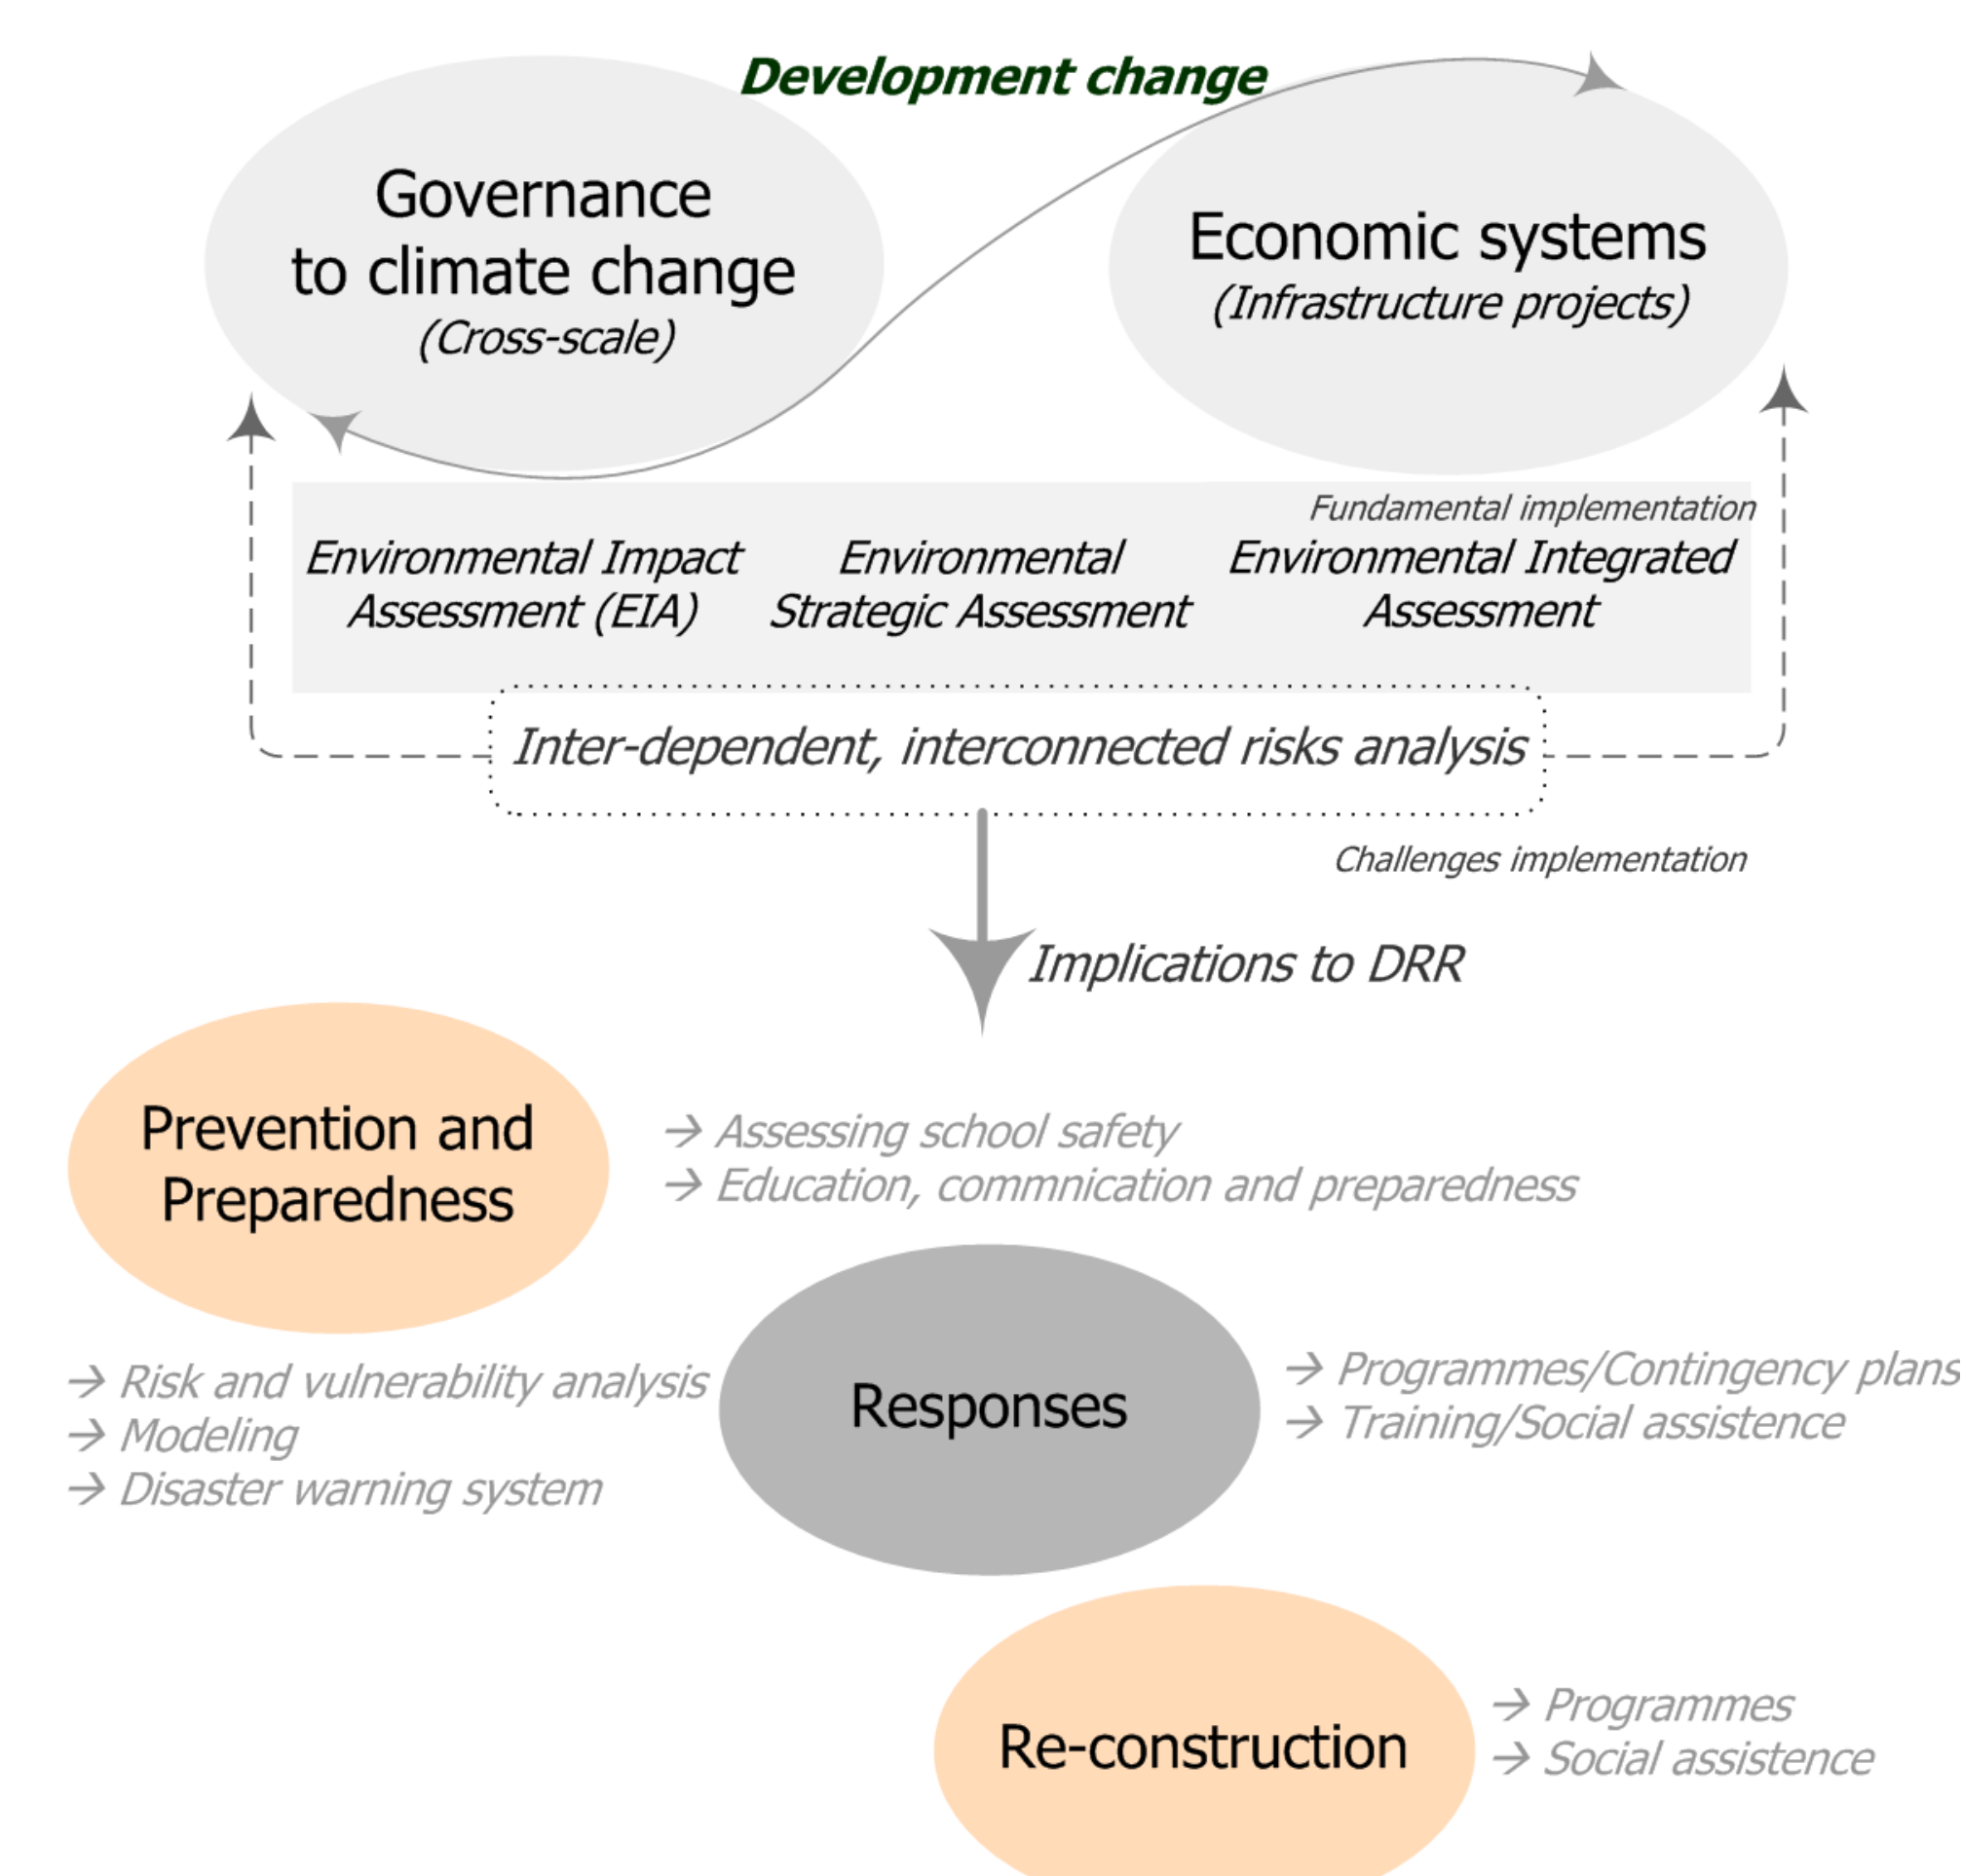 Development change
Governance
to climate change
(Cross-scale)
Economic systems
(Infrastructure projects)
Fundamental implementation
Environmental Impact
Assessment (EIA)
Environmental
Strategic Assessment
Environmental Integrated
Assessment
Inter-dependent, interconnected risks analysis
Challenges implementation
Implications to DRR
Prevention and
Preparedness
→ Assessing school safety
→ Education, commnication and preparedness
→ Risk and vulnerability analysis
→ Modeling
→ Disaster warning system
Responses
→ Programmes/Contingency plans
→ Training/Social assistence
Re-construction
→ Programmes
→ Social assistence